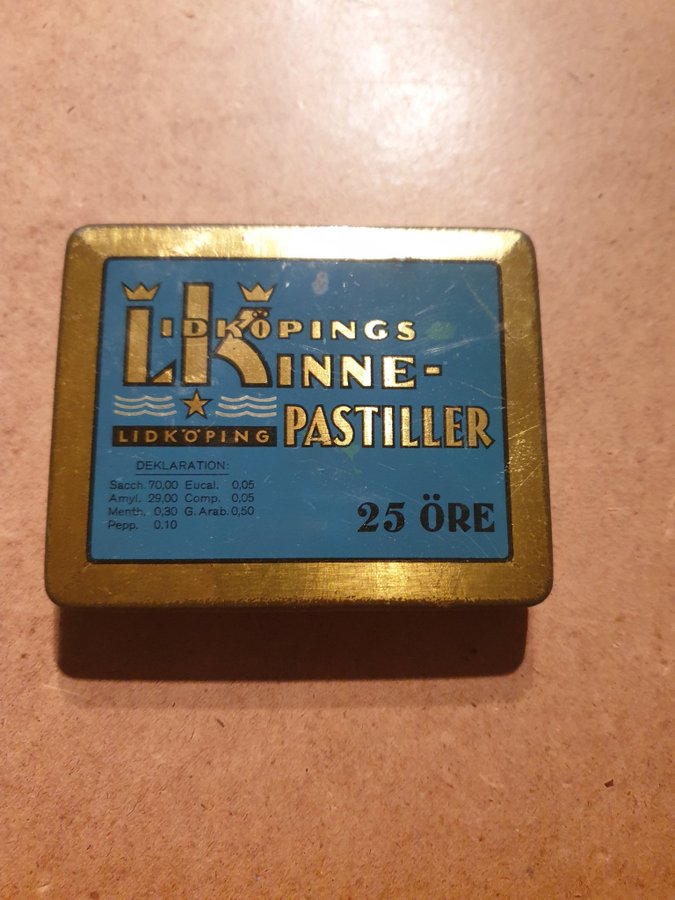 LIDKÖPINGS
KINNE-
PASTILLER
LK
LIDKÖPING
DEKLARATION:
Sacch. 70,00 Eucal. 0,05
Amyl. 29,00 Comp. 0,05
Menth. 0,30 G. Arab. 0,50
Pepp. 0,10
25 ÖRE